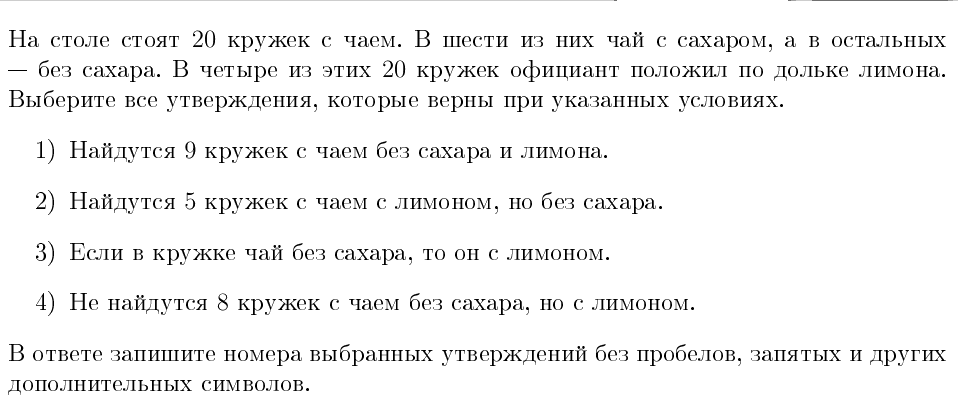 На столе стоят 20 кружек с чаем. В шести из них чай с сахаром, а в остальных
— без сахара. В четыре из этих 20 кружек официант положил по дольке лимона.
Выберите все утверждения, которые верны при указанных условиях.
1) Найдутся 9 кружек с чаем без сахара и лимона.
2) Найдутся 5 кружек с чаем с лимоном, но без сахара.
3) Если в кружке чай без сахара, то он с лимоном.
4) Не найдутся 8 кружек с чаем без сахара, но с лимоном.
В ответе запишите номера выбранных утверждений без пробелов, запятых и других
дополнительных символов.